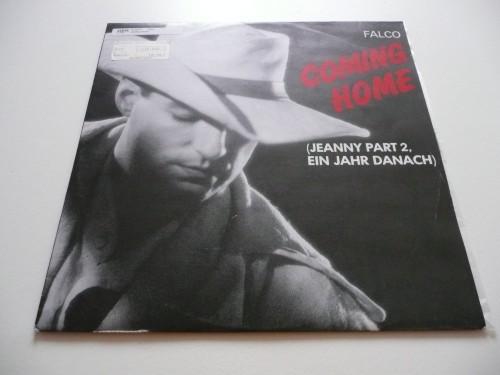 FALCO
COMING
HOME
(JEANNY PART 2,
EIN JAHR DANACH)